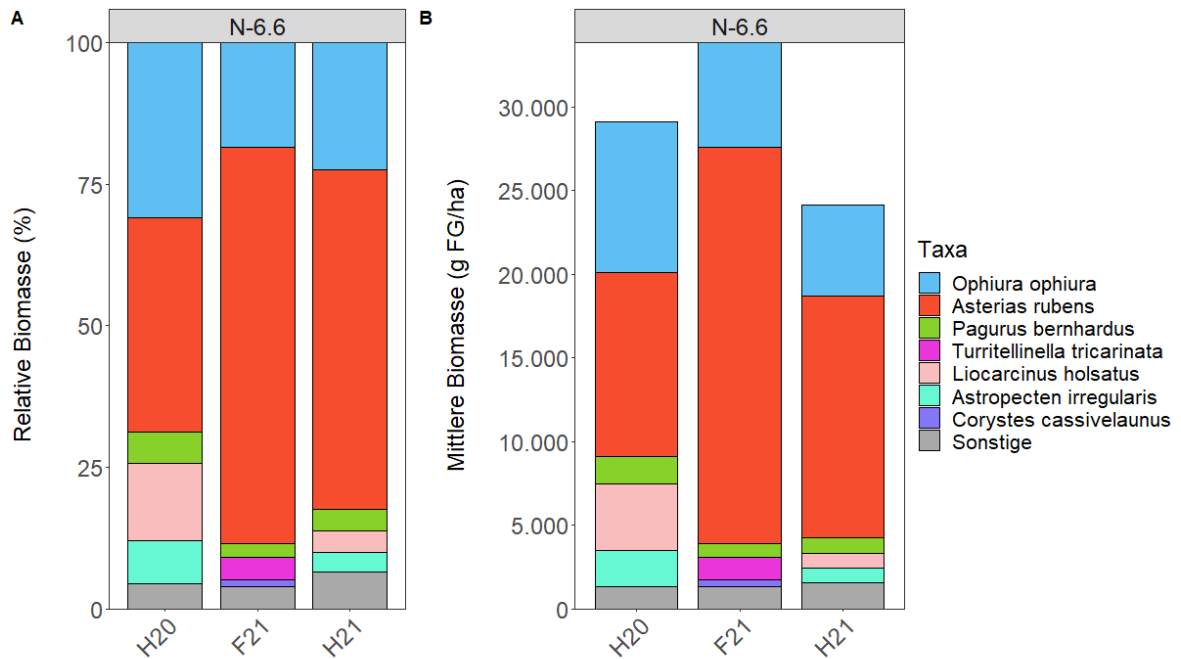 A
N-6.6
Relative Biomasse (%)
100
75
50
25
0
H20
F21
H21
B
N-6.6
Mittlere Biomasse (g FG/ha)
30.000
25.000
20.000
15.000
10.000
5.000
0
H20
F21
H21
Taxa
Ophiura ophiura
Asterias rubens
Pagurus bernhardus
Turritellinella tricarinata
Liocarcinus holsatus
Astropecten irregularis
Corystes cassivelaunus
Sonstige